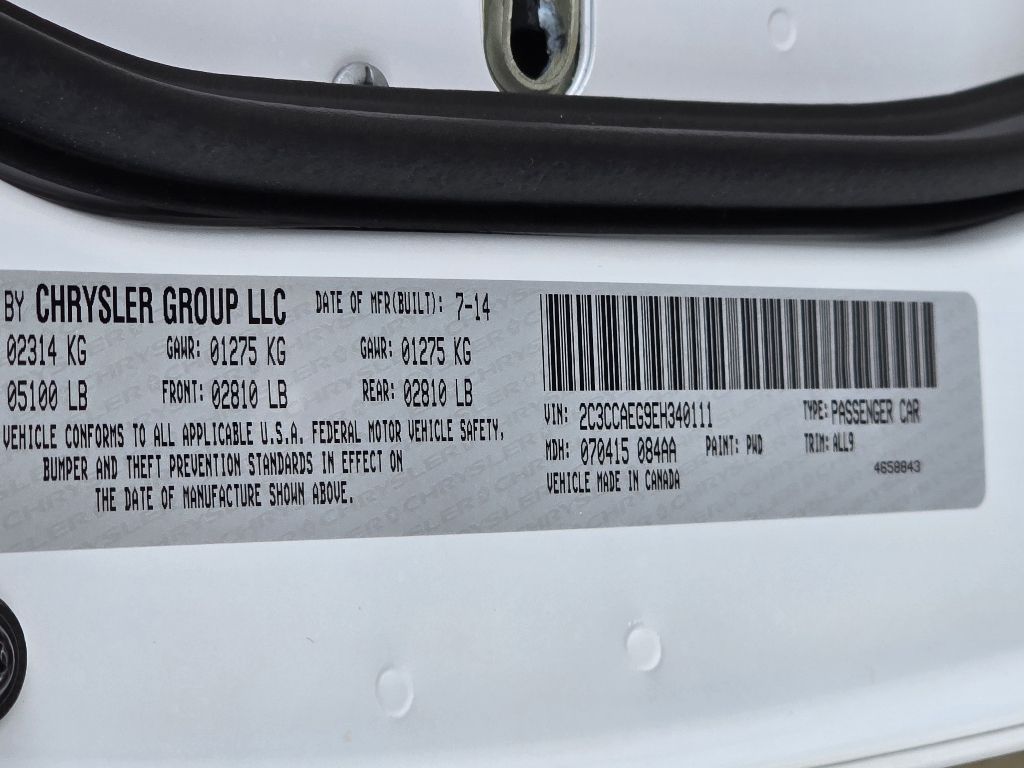 BY CHRYSLER GROUP LLC DATE OF MFR(BUILT): 7-14
02314 KG GAWR: 01275 KG GAWR: 01275 KG
05100 LB FRONT: 02810 LB REAR: 02810 LB
VEHICLE CONFORMS TO ALL APPLICABLE U.S.A. FEDERAL MOTOR VEHICLE SAFETY,
BUMPER AND THEFT PREVENTION STANDARDS IN EFFECT ON
THE DATE OF MANUFACTURE SHOWN ABOVE.
VIN: 2C3CCAEG9EH340111 TYPE: PASSENGER CAR
MDH: 070415 084AA PAINT: PWD TRIM: ALL9
VEHICLE MADE IN CANADA 4658843